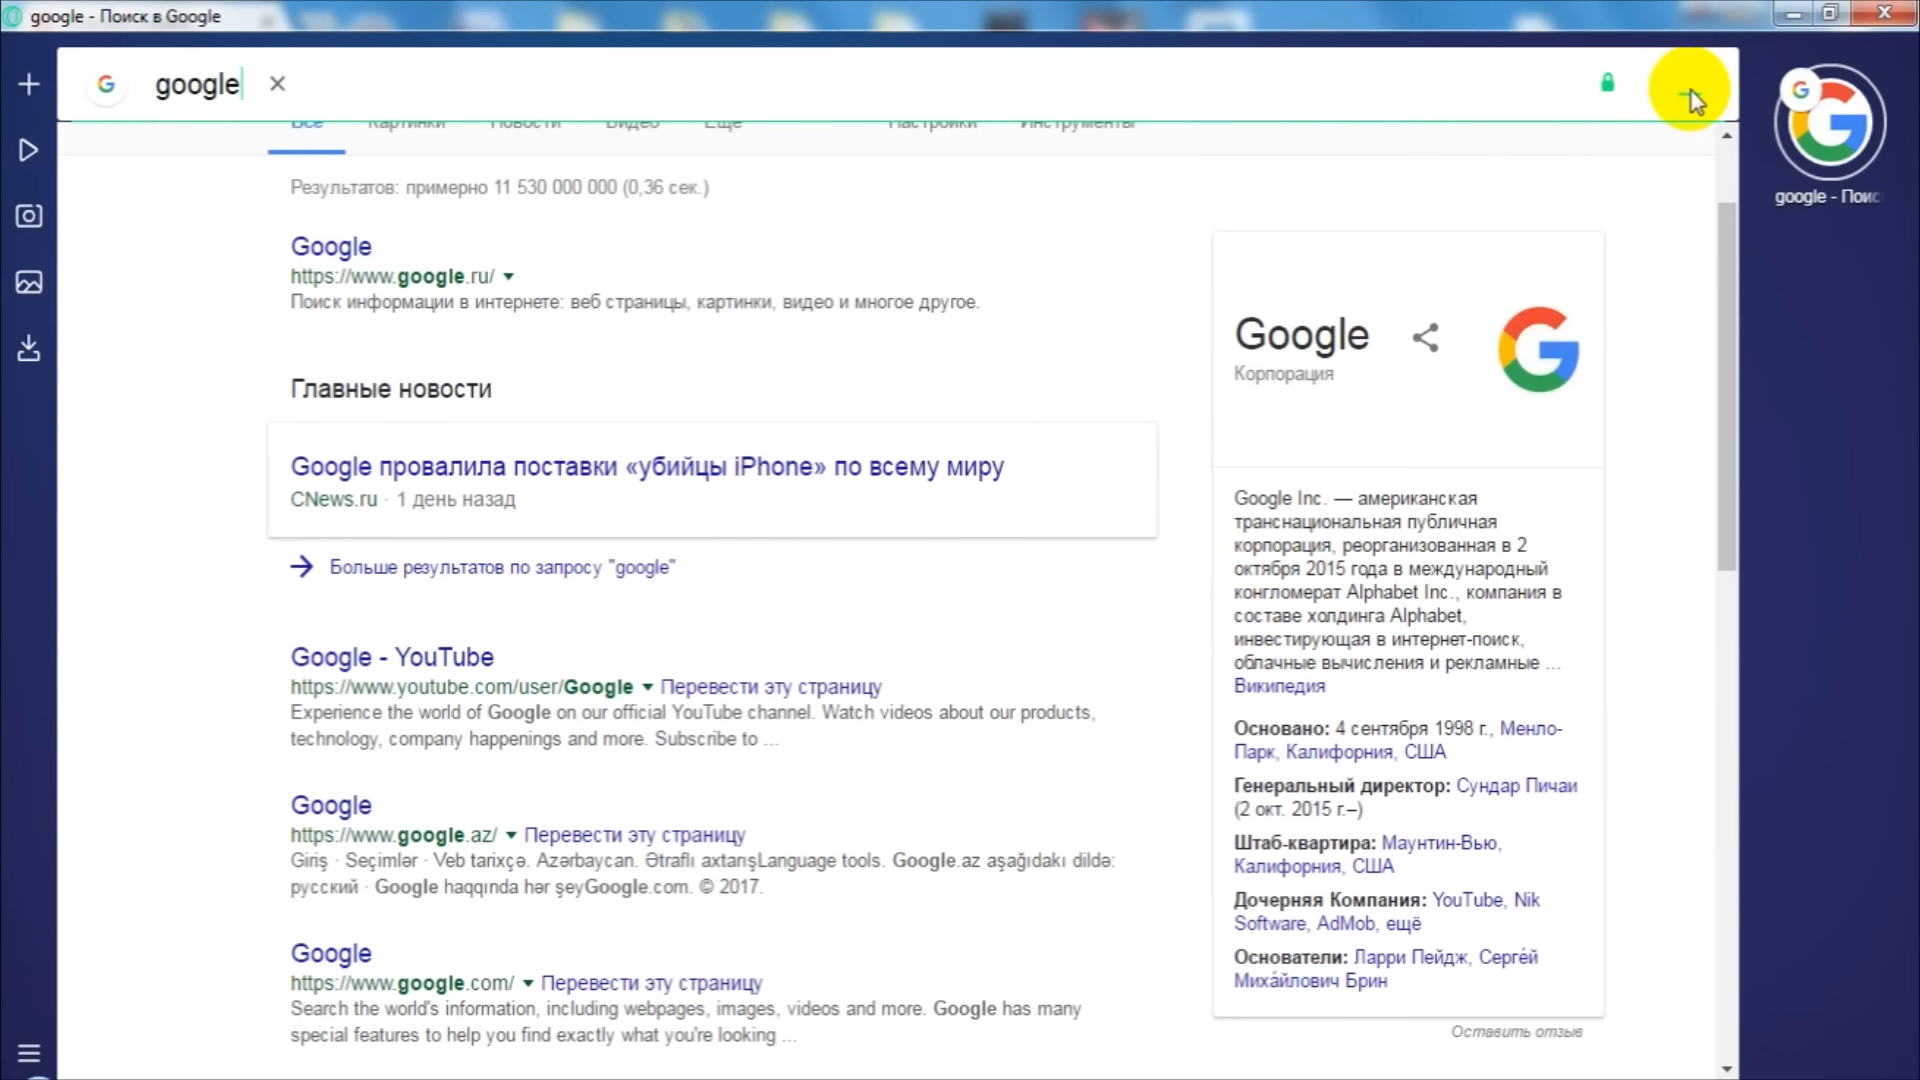 google - Поиск в Google
google
Все Картинки Новости Видео Ещё Настройки Инструменты
google - Поис
Результатов: примерно 11 530 000 000 (0,36 сек.)
Google
https://www.google.ru/
Поиск информации в интернете: веб страницы, картинки, видео и многое другое.
Главные новости
Google провалила поставки «убийцы iPhone» по всему миру
CNews.ru · 1 день назад
Больше результатов по запросу "google"
Google - YouTube
https://www.youtube.com/user/Google Перевести эту страницу
Experience the world of Google on our official YouTube channel. Watch videos about our products,
technology, company happenings and more. Subscribe to ...
Google
https://www.google.az/ Перевести эту страницу
Giriş · Seçimlər · Veb tarixçə. Azərbaycan. Ətraflı axtarışLanguage tools. Google.az aşağıdakı dildə:
русский · Google haqqında hər şeyGoogle.com. © 2017.
Google
https://www.google.com/ Перевести эту страницу
Search the world's information, including webpages, images, videos and more. Google has many
special features to help you find exactly what you're looking ...
Google
Корпорация
Google Inc. — американская
транснациональная публичная
корпорация, реорганизованная в 2
октября 2015 года в международный
конгломерат Alphabet Inc., компания в
составе холдинга Alphabet,
инвестирующая в интернет-поиск,
облачные вычисления и рекламные ...
Википедия
Основано: 4 сентября 1998 г., Менло-
Парк, Калифорния, США
Генеральный директор: Сундар Пичаи
(2 окт. 2015 г.–)
Штаб-квартира: Маунтин-Вью,
Калифорния, США
Дочерняя Компания: YouTube, Nik
Software, AdMob, ещё
Основатели: Ларри Пейдж, Серге́й
Миха́йлович Брин
Оставить отзыв